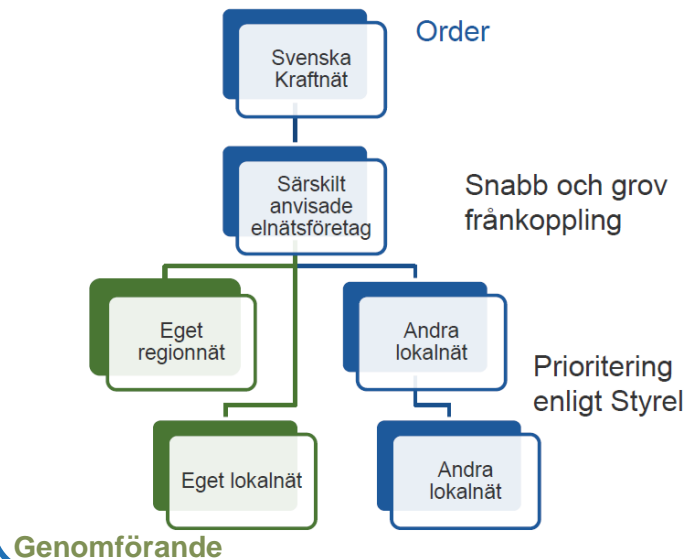 Order
Svenska
Kraftnät
Särskilt
anvisade
elnätsföretag
Snabb och grov
frånkoppling
Eget
regionnät
Andra
lokalnät
Prioritering
enligt Styrel
Eget lokalnät
Andra
lokalnät
Genomförande